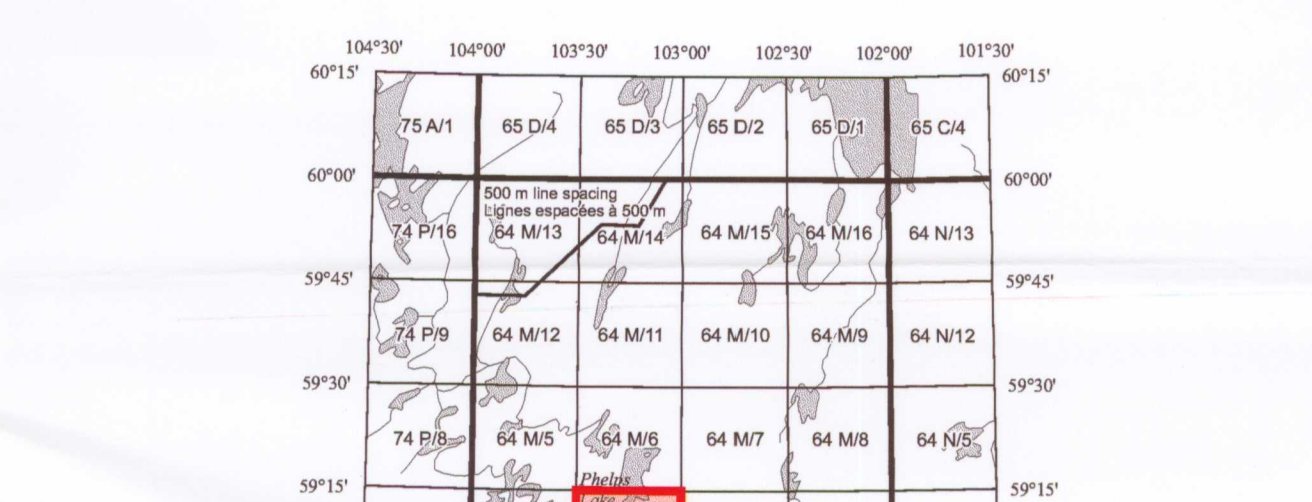 104°30' 104°00' 103°30' 103°00' 102°30' 102°00' 101°30'
60°15' 60°15'
75 A/1 65 D/4 65 D/3 65 D/2 65 D/1 65 C/4
60°00' 60°00'
500 m line spacing
Lignes espacées à 500 m
74 P/16 64 M/13 64 M/14 64 M/15 64 M/16 64 N/13
59°45' 59°45'
74 P/9 64 M/12 64 M/11 64 M/10 64 M/9 64 N/12
59°30' 59°30'
74 P/8 64 M/5 64 M/6 64 M/7 64 M/8 64 N/5
Phelps
59°15' 59°15'
Lake